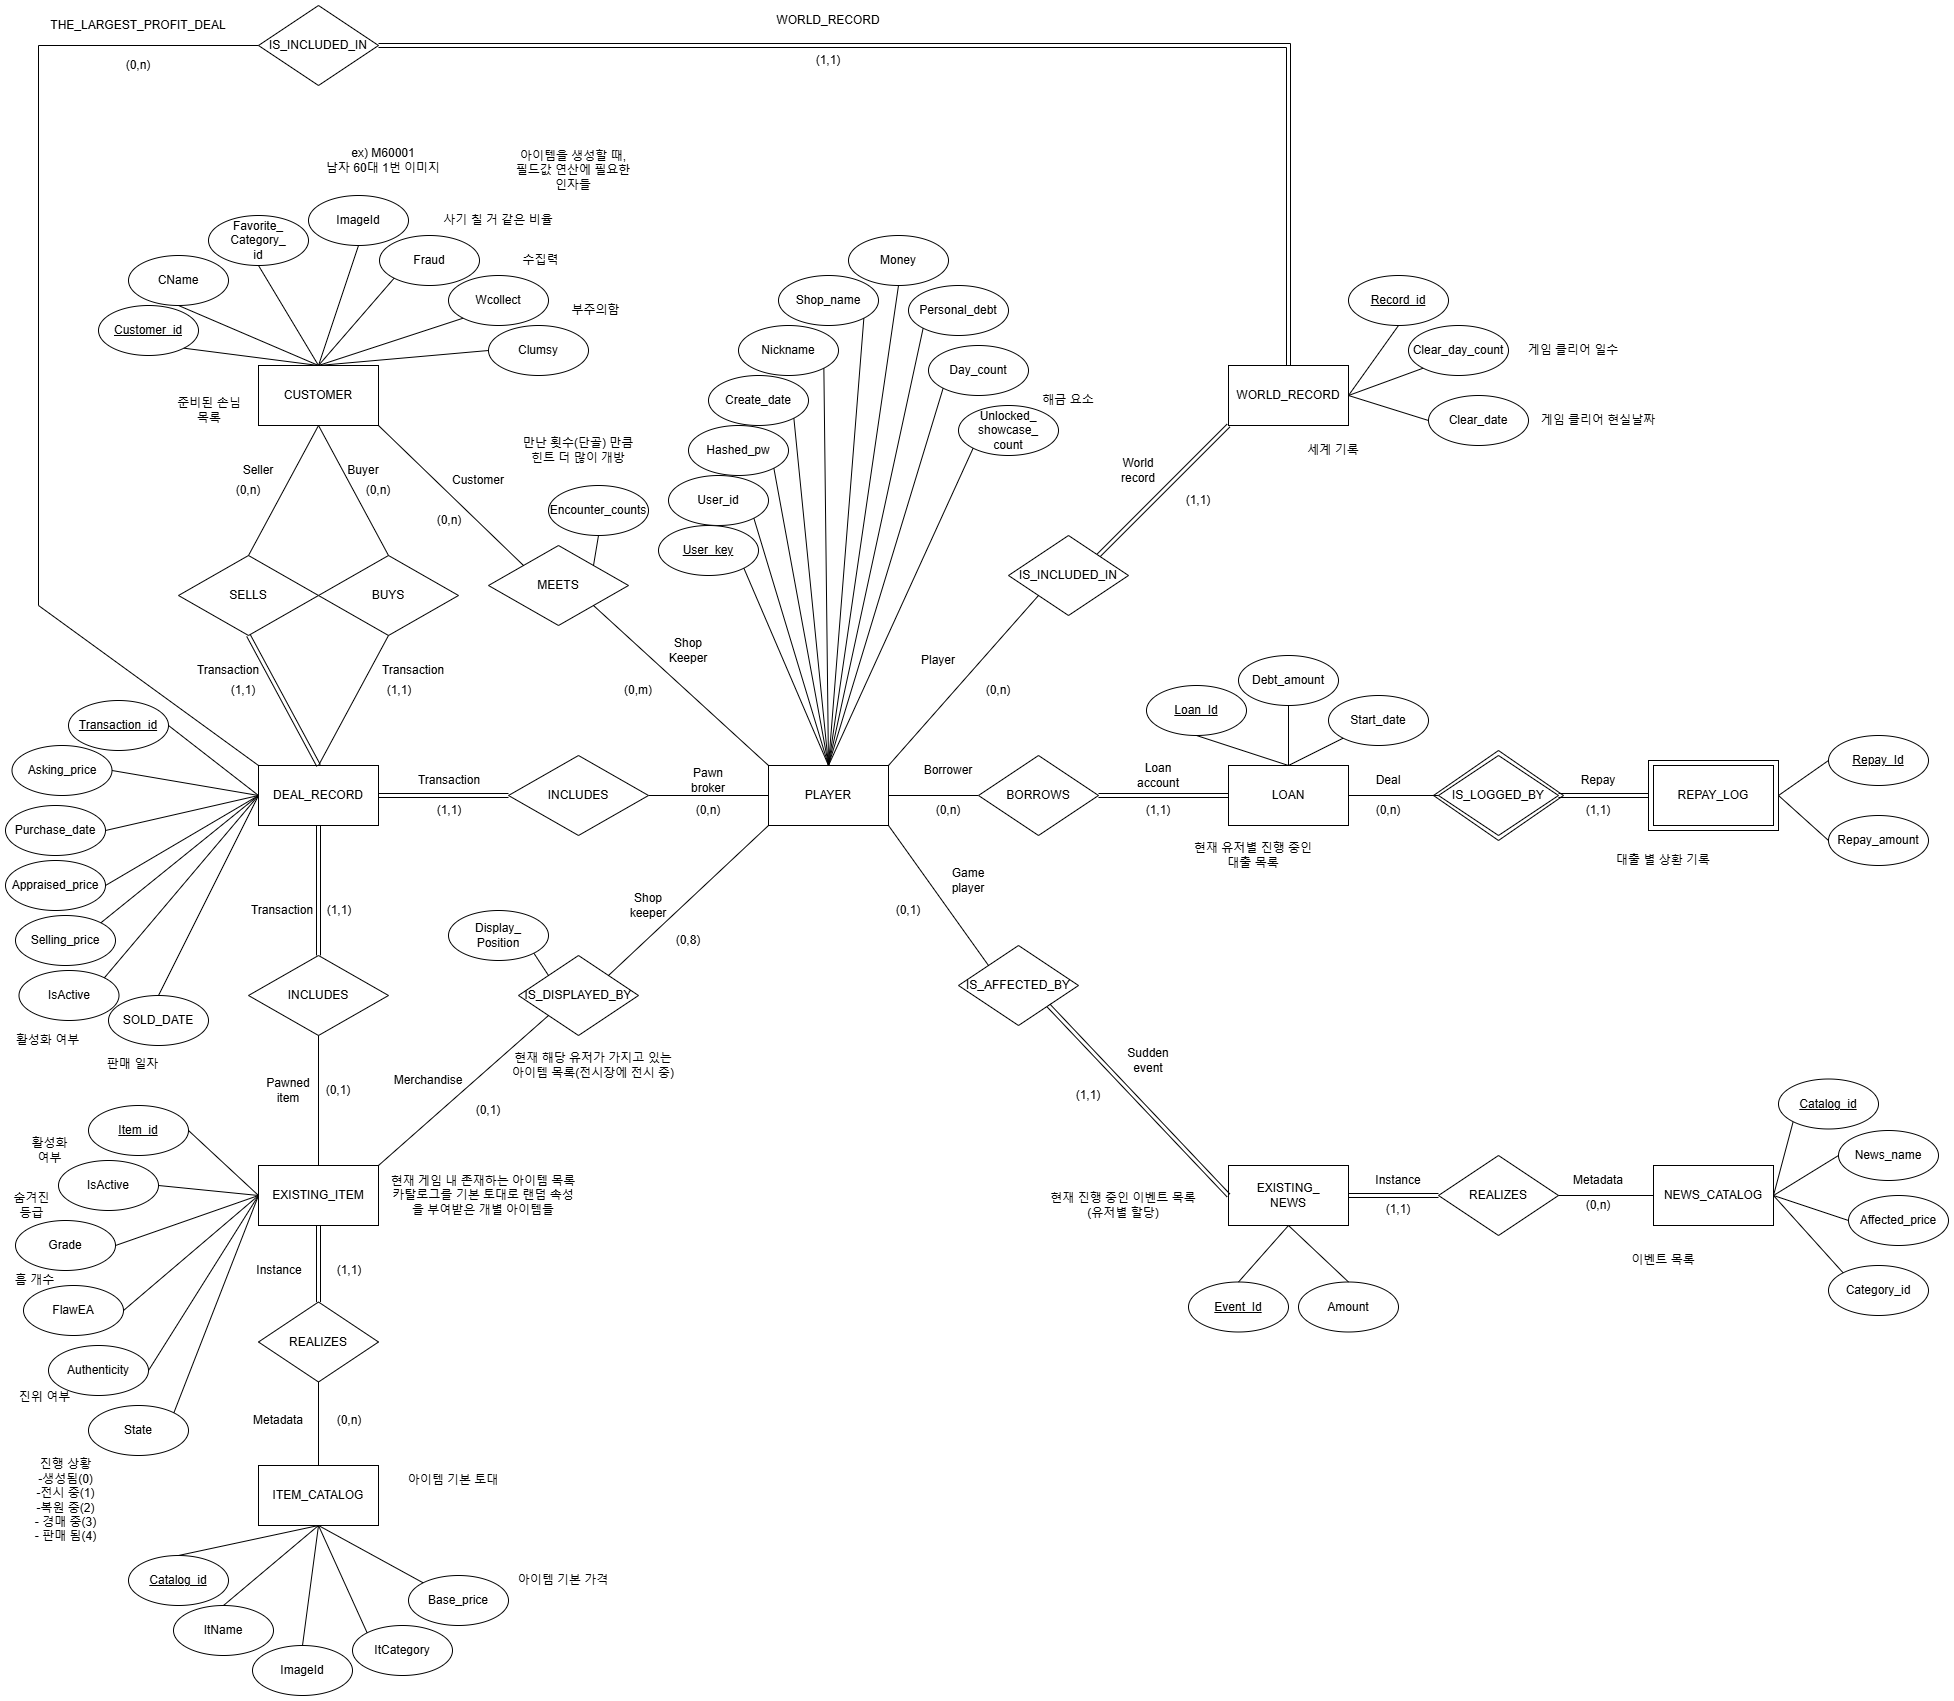 THE_LARGEST_PROFIT_DEAL
WORLD_RECORD
IS_INCLUDED_IN
(0,n)
(1,1)
ex) M60001
남자 60대 1번 이미지
아이템을 생성할 때,
필드값 연산에 필요한
인자들
ImageId
사기 칠 거 같은 비율
Favorite_
Category_
id
Fraud
수집력
CName
Wcollect
부주의함
Customer_id
Clumsy
CUSTOMER
준비된 손님
목록
Money
Shop_name
Personal_debt
Nickname
Day_count
해금 요소
Create_date
Unlocked_
showcase_
count
Hashed_pw
User_id
User_key
Record_id
Clear_day_count
게임 클리어 일수
WORLD_RECORD
Clear_date
게임 클리어 현실날짜
세계 기록
만난 횟수(단골) 만큼
힌트 더 많이 개방
Seller
(0,n)
Buyer
(0,n)
Customer
(0,n)
Encounter_counts
World
record
(1,1)
SELLS
BUYS
MEETS
IS_INCLUDED_IN
Transaction
(1,1)
Transaction
(1,1)
Shop
Keeper
(0,m)
Player
(0,n)
Debt_amount
Loan_Id
Start_date
Transaction_id
Asking_price
Purchase_date
Appraised_price
Selling_price
IsActive
활성화 여부
SOLD_DATE
판매 일자
DEAL_RECORD
Transaction
(1,1)
INCLUDES
Pawn
broker
(0,n)
PLAYER
Borrower
(0,n)
BORROWS
Loan
account
(1,1)
LOAN
현재 유저별 진행 중인
대출 목록
Deal
(0,n)
IS_LOGGED_BY
Repay
(1,1)
REPAY_LOG
대출 별 상환 기록
Repay_Id
Repay_amount
Transaction
(1,1)
INCLUDES
Pawned
item
(0,1)
Display_
Position
Shop
keeper
(0,8)
IS_DISPLAYED_BY
현재 해당 유저가 가지고 있는
아이템 목록(전시장에 전시 중)
Merchandise
(0,1)
Game
player
(0,1)
IS_AFFECTED_BY
Sudden
event
(1,1)
Item_id
활성화
여부
IsActive
숨겨진
등급
Grade
흠 개수
FlawEA
Authenticity
진위 여부
State
진행 상황
-생성됨(0)
-전시 중(1)
-복원 중(2)
- 경매 중(3)
- 판매 됨(4)
EXISTING_ITEM
현재 게임 내 존재하는 아이템 목록
카탈로그를 기본 토대로 랜덤 속성
을 부여받은 개별 아이템들
현재 진행 중인 이벤트 목록
(유저별 할당)
EXISTING_
NEWS
Instance
(1,1)
REALIZES
Metadata
(0,n)
NEWS_CATALOG
이벤트 목록
Catalog_id
News_name
Affected_price
Category_id
Event_Id
Amount
Instance
(1,1)
REALIZES
Metadata
(0,n)
ITEM_CATALOG
아이템 기본 토대
Catalog_id
ItName
ImageId
ItCategory
Base_price
아이템 기본 가격